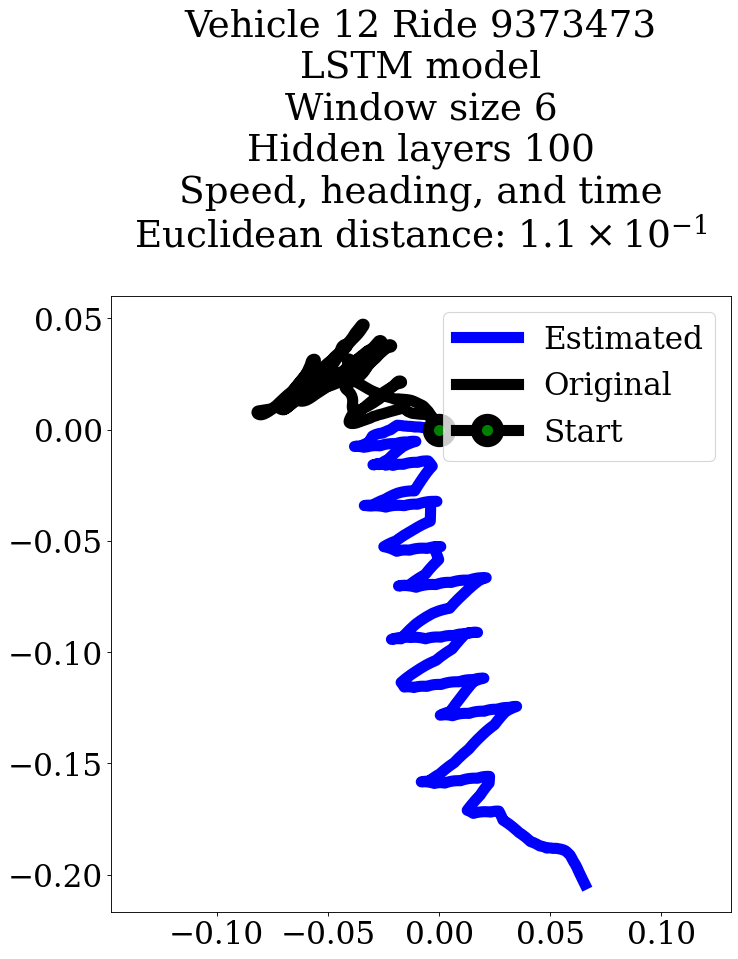 Vehicle 12 Ride 9373473
LSTM model
Window size 6
Hidden layers 100
Speed, heading, and time
Euclidean distance: 1.1 × 10⁻¹
Estimated
Original
Start
0.05
0.00
−0.05
−0.10
−0.15
−0.20
−0.10 −0.05 0.00 0.05 0.10